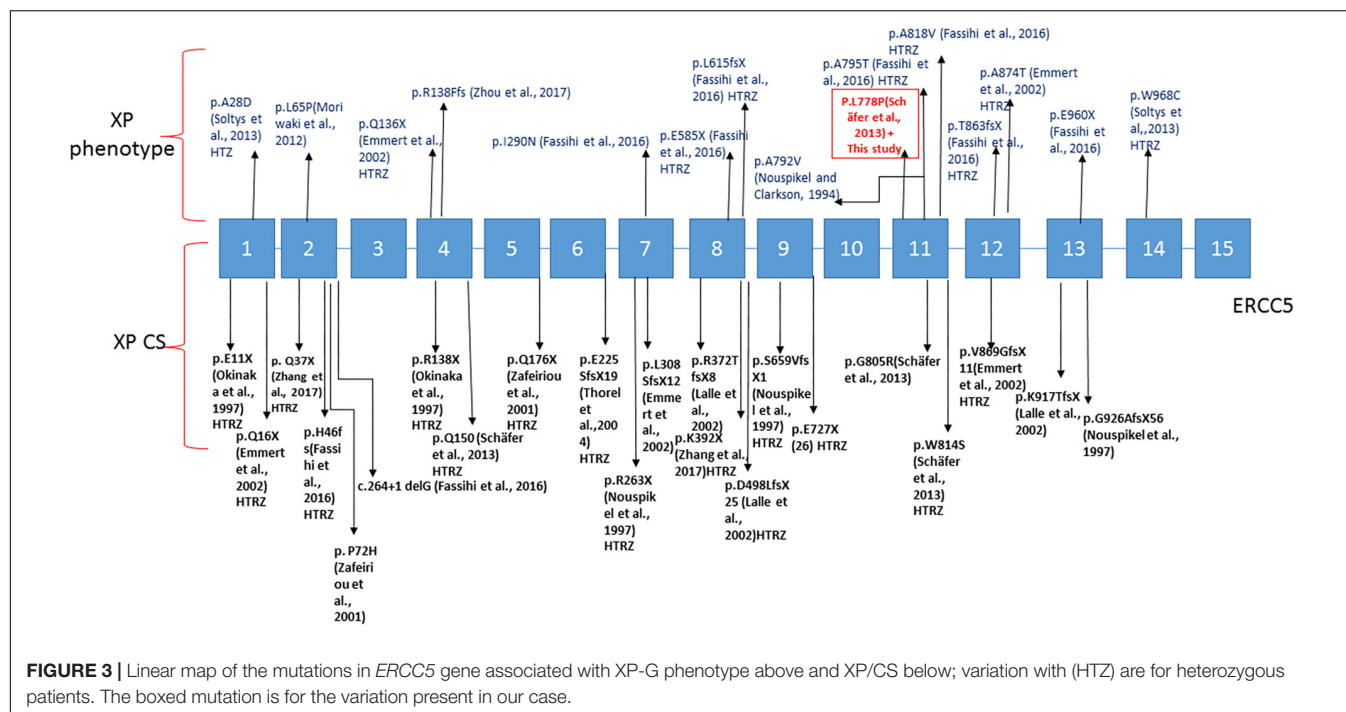 XP
phenotype
p.A28D
(Soltys et
al., 2013)
HTZ
p.L65P(Mori
waki et al.,
2012)
p.Q136X
(Emmert et
al., 2002)
HTRZ
p.R138Ffs (Zhou et al., 2017)
p.I290N (Fassihi et al., 2016)
p.L615fsX
(Fassihi et al.,
2016) HTRZ
p.E585X (Fassihi
et al., 2016)
HTRZ
p.A792V
(Nouspikel and
Clarkson, 1994)
p.A795T (Fassihi et
al., 2016) HTRZ
P.L778P(Sch
äfer et al.,
2013) +
This study
p.A818V (Fassihi et al., 2016)
HTRZ
p.T863fsX
(Fassihi et al.,
2016)
HTRZ
p.A874T (Emmert
et al., 2002)
HTRZ
p.E960X
(Fassihi et
al., 2016)
p.W968C
(Soltys et
al., 2013)
HTRZ
1 2 3 4 5 6 7 8 9 10 11 12 13 14 15
ERCC5
XP CS
p.E11X
(Okinak
a et al.,
1997)
HTRZ
p.Q16X
(Emmert
et al.,
2002)
HTRZ
p. Q37X
(Zhang et
al., 2017)
HTRZ
p.H46f
s(Fassi
hi et
al.,
2016)
HTRZ
p. P72H
(Zafeiri
ou et
al.,
2001)
c.264+1 delG (Fassihi et al., 2016)
p.R138X
(Okinaka
et al.,
1997)
HTRZ
p.Q150 (Schäfer
et al., 2013)
HTRZ
p.Q176X
(Zafeiriou
et al.,
2001)
HTRZ
p.E225
SfsX19
(Thorel
et al.,200
4)
HTRZ
p.R263X
(Nouspik
el et al.,
1997)
HTRZ
p.L308
SfsX12
(Emme
rt et al.,
2002)
p.R372T
fsX8
(Lalle et
al.,
2002)
p.K392X
(Zhang et al.,
2017)HTRZ
p.D498LfsX
25 (Lalle et
al.,
2002)HTRZ
p.S659Vfs
X1
(Nouspike
l et al.,
1997)
HTRZ
p.E727X
(26) HTRZ
p.G805R(Schäfer
et al., 2013)
p.W814S
(Schäfer
et al.,
2013)
HTRZ
p.V869GfsX
11(Emmert
et al., 2002)
HTRZ
p.K917TfsX
(Lalle et al.,
2002)
p.G926AfsX56
(Nouspikel et al.,
1997)
FIGURE 3 | Linear map of the mutations in ERCC5 gene associated with XP-G phenotype above and XP/CS below; variation with (HTZ) are for heterozygous
patients. The boxed mutation is for the variation present in our case.